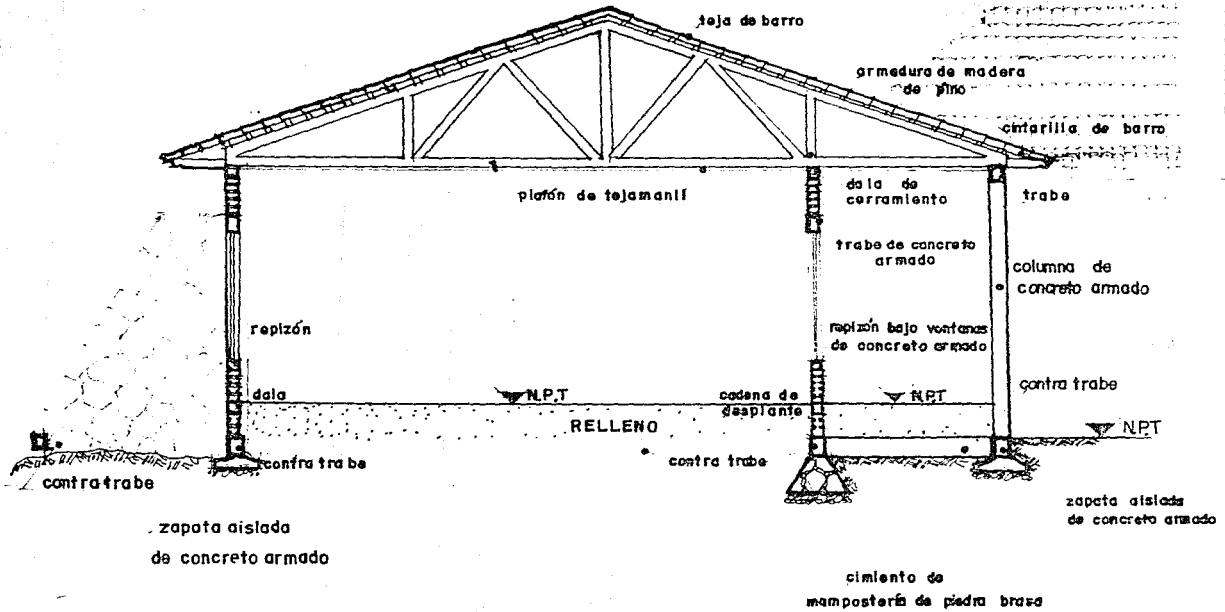 teja de barro
armadura de madera
de pino
cintarilla de barro
plafón de tejamanil
dala de
cerramiento
trabe
trabe de concreto
armado
columna de
concreto armado
repizón
repizón bajo ventanas
de concreto armado
dala
N.P.T
cadena de
desplante
N.P.T
contra trabe
RELLENO
N.P.T
contra trabe
contra trabe
contra trabe
zapata aislada
de concreto armado
zapata aislada
de concreto armado
cimiento de
mampostería de piedra brasa